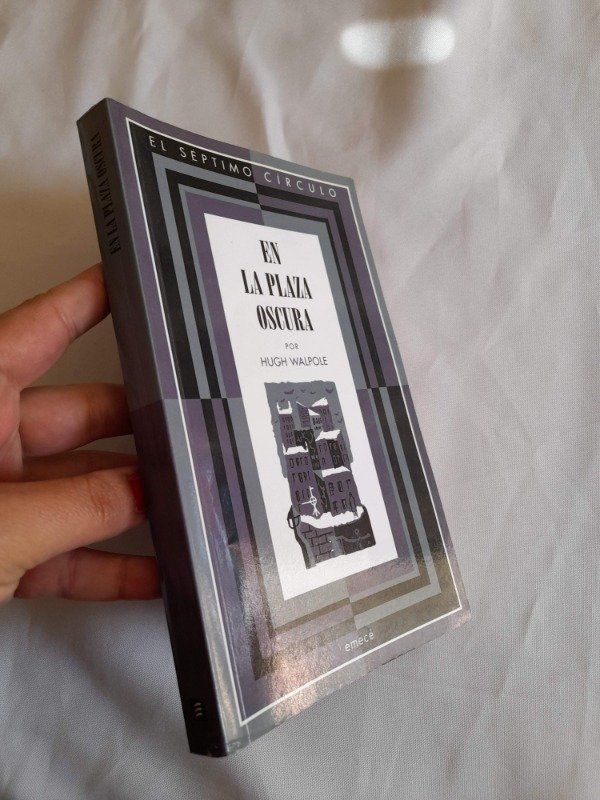 EL SÉPTIMO CÍRCULO
EN
LA PLAZA
OSCURA
POR
HUGH WALPOLE
emecé
EN LA PLAZA OSCURA